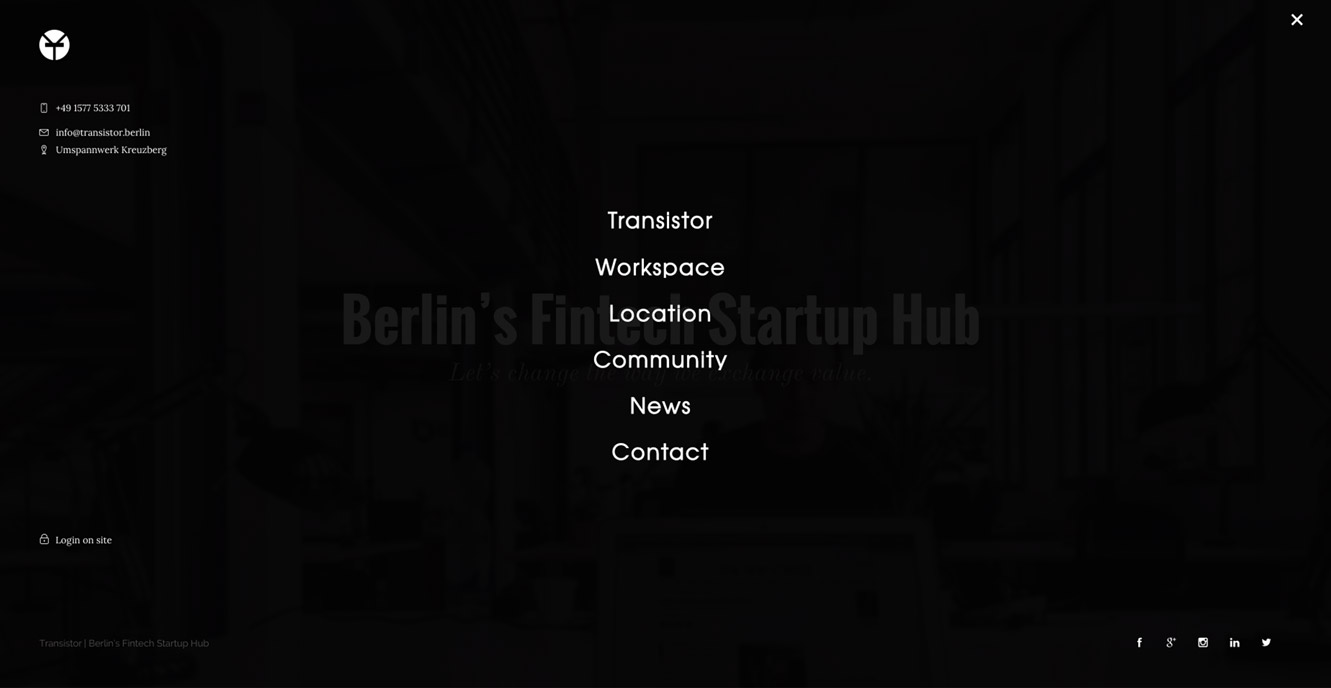 +49 1577 5333 701
info@transistor.berlin
Umspannwerk Kreuzberg
Transistor
Workspace
Berlin's Fintech Startup Hub
Location
Community
Let's change the way we exchange value.
News
Contact
Login on site
Transistor | Berlin's Fintech Startup Hub